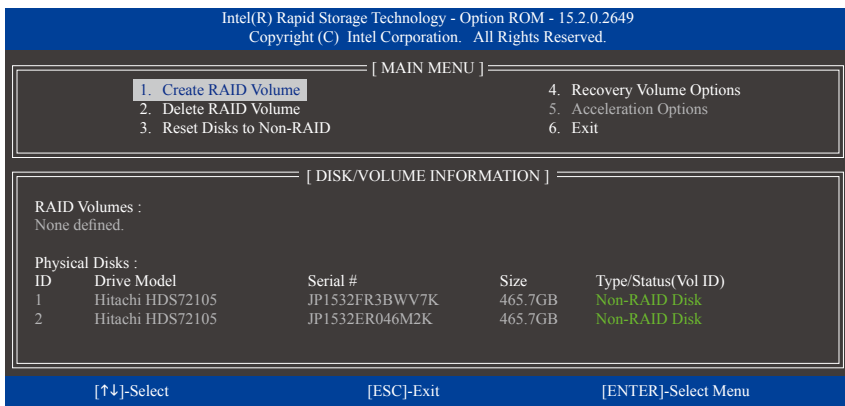 Intel(R) Rapid Storage Technology - Option ROM - 15.2.0.2649
Copyright (C) Intel Corporation. All Rights Reserved.
[ MAIN MENU ]
1. Create RAID Volume
2. Delete RAID Volume
3. Reset Disks to Non-RAID
4. Recovery Volume Options
5. Acceleration Options
6. Exit
[ DISK/VOLUME INFORMATION ]
RAID Volumes :
None defined.
Physical Disks :
ID Drive Model Serial # Size Type/Status(Vol ID)
1 Hitachi HDS72105 JP1532FR3BWV7K 465.7GB Non-RAID Disk
2 Hitachi HDS72105 JP1532ER046M2K 465.7GB Non-RAID Disk
[↑↓]-Select [ESC]-Exit [ENTER]-Select Menu